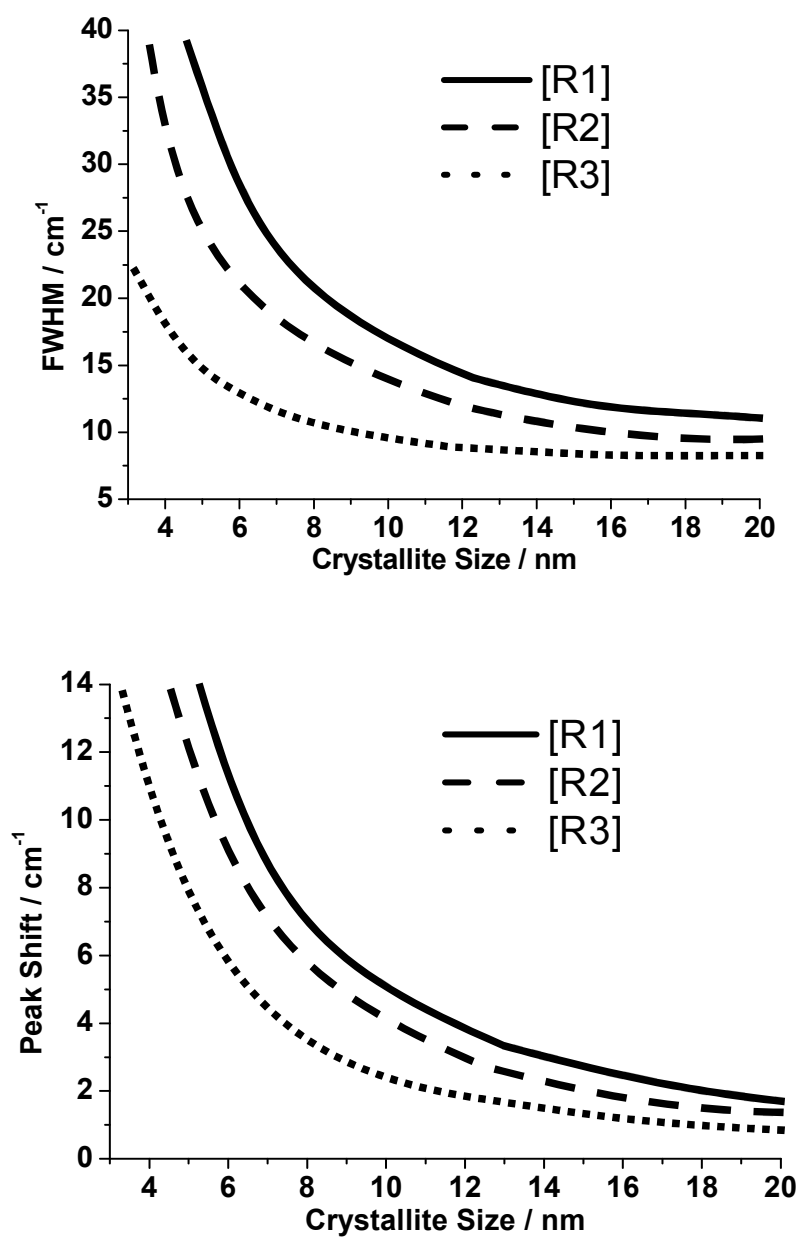 40
35
30
25
20
15
10
5
FWHM / cm-1
[R1]
[R2]
[R3]
4 6 8 10 12 14 16 18 20
Crystallite Size / nm
14
12
10
8
6
4
2
0
Peak Shift / cm-1
[R1]
[R2]
[R3]
4 6 8 10 12 14 16 18 20
Crystallite Size / nm